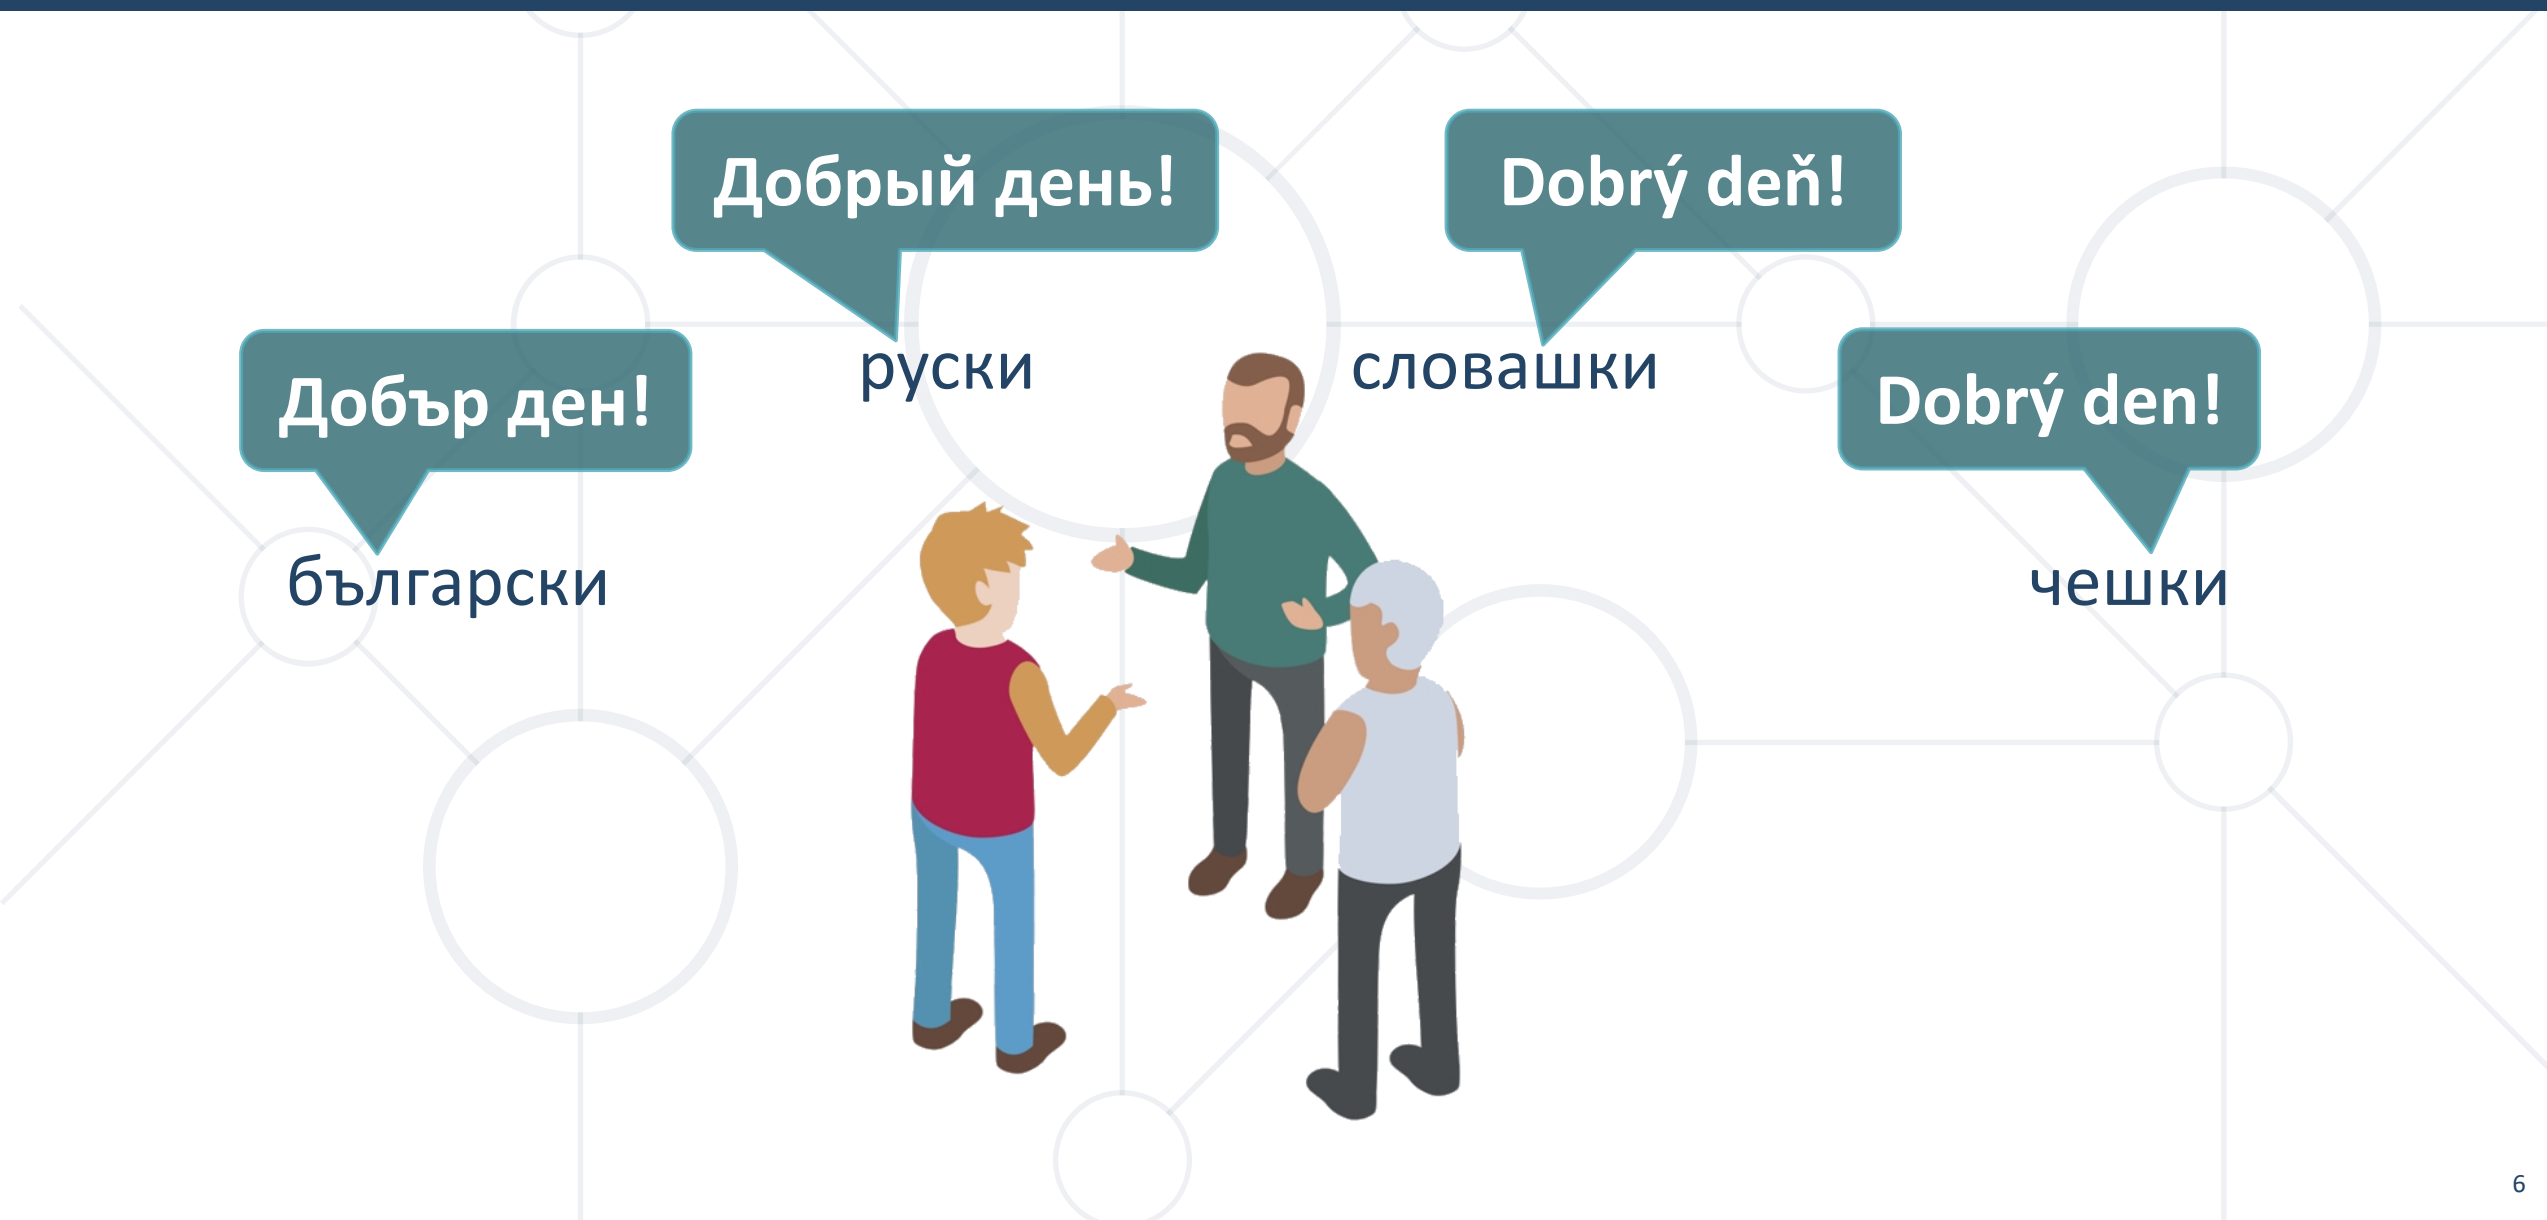 Добрый день!
руски
Dobrý deň!
словашки
Добър ден!
български
Dobrý den!
чешки
6